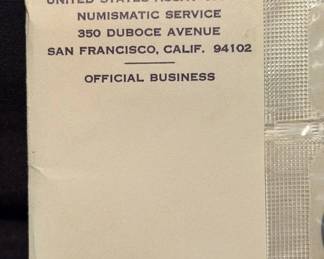 UNITED STATES
NUMISMATIC SERVICE
350 DUBOCE AVENUE
SAN FRANCISCO, CALIF. 94102
OFFICIAL BUSINESS